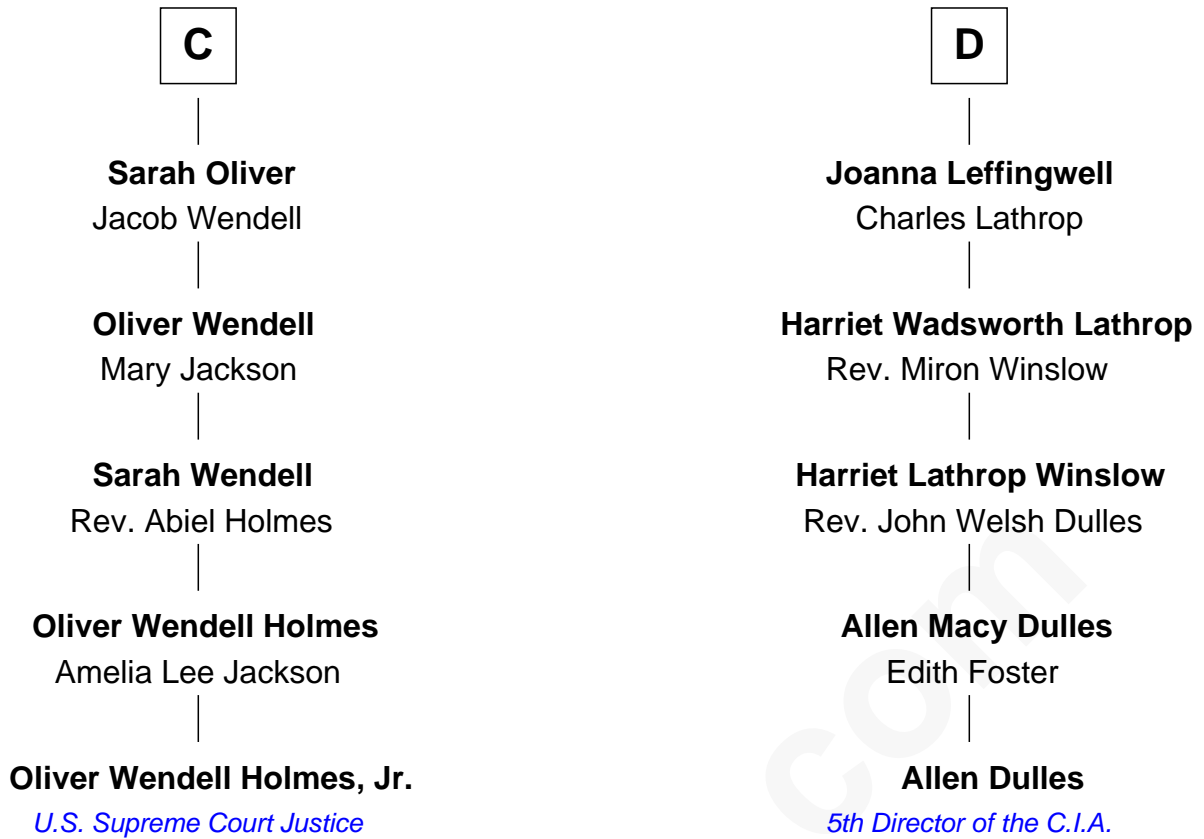 C
Sarah Oliver
Jacob Wendell
Oliver Wendell
Mary Jackson
Sarah Wendell
Rev. Abiel Holmes
Oliver Wendell Holmes
Amelia Lee Jackson
Oliver Wendell Holmes, Jr.
U.S. Supreme Court Justice
D
Joanna Leffingwell
Charles Lathrop
Harriet Wadsworth Lathrop
Rev. Miron Winslow
Harriet Lathrop Winslow
Rev. John Welsh Dulles
Allen Macy Dulles
Edith Foster
Allen Dulles
5th Director of the C.I.A.
com